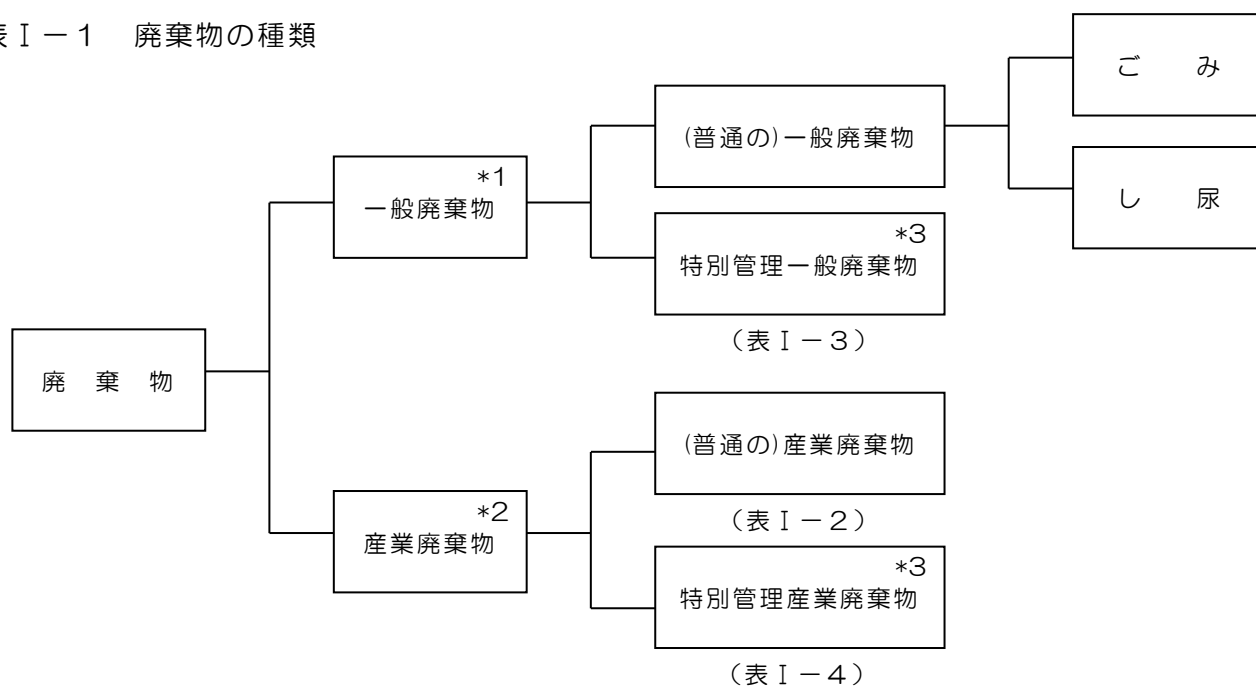 表Ⅰ－１　廃棄物の種類
ご　み
(普通の)一般廃棄物
*1
一般廃棄物
し　尿
*3
特別管理一般廃棄物
（表Ⅰ－３）
廃　棄　物
(普通の)産業廃棄物
（表Ⅰ－２）
*2
産業廃棄物
*3
特別管理産業廃棄物
（表Ⅰ－４）